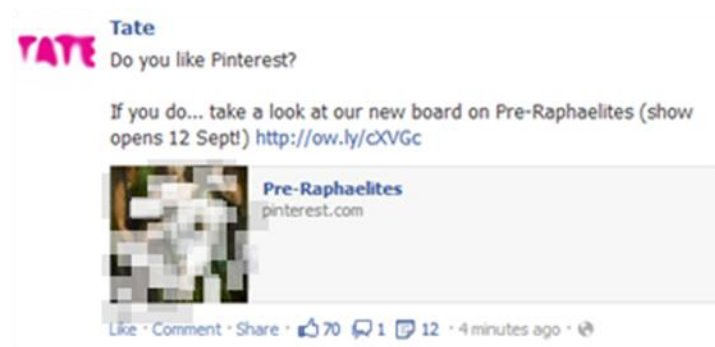 TATE
Tate
Do you like Pinterest?
If you do... take a look at our new board on Pre-Raphaelites (show
opens 12 Sept!) http://ow.ly/cXVGc
Pre-Raphaelites
pinterest.com
Like · Comment · Share · 70 1 12 · 4 minutes ago ·